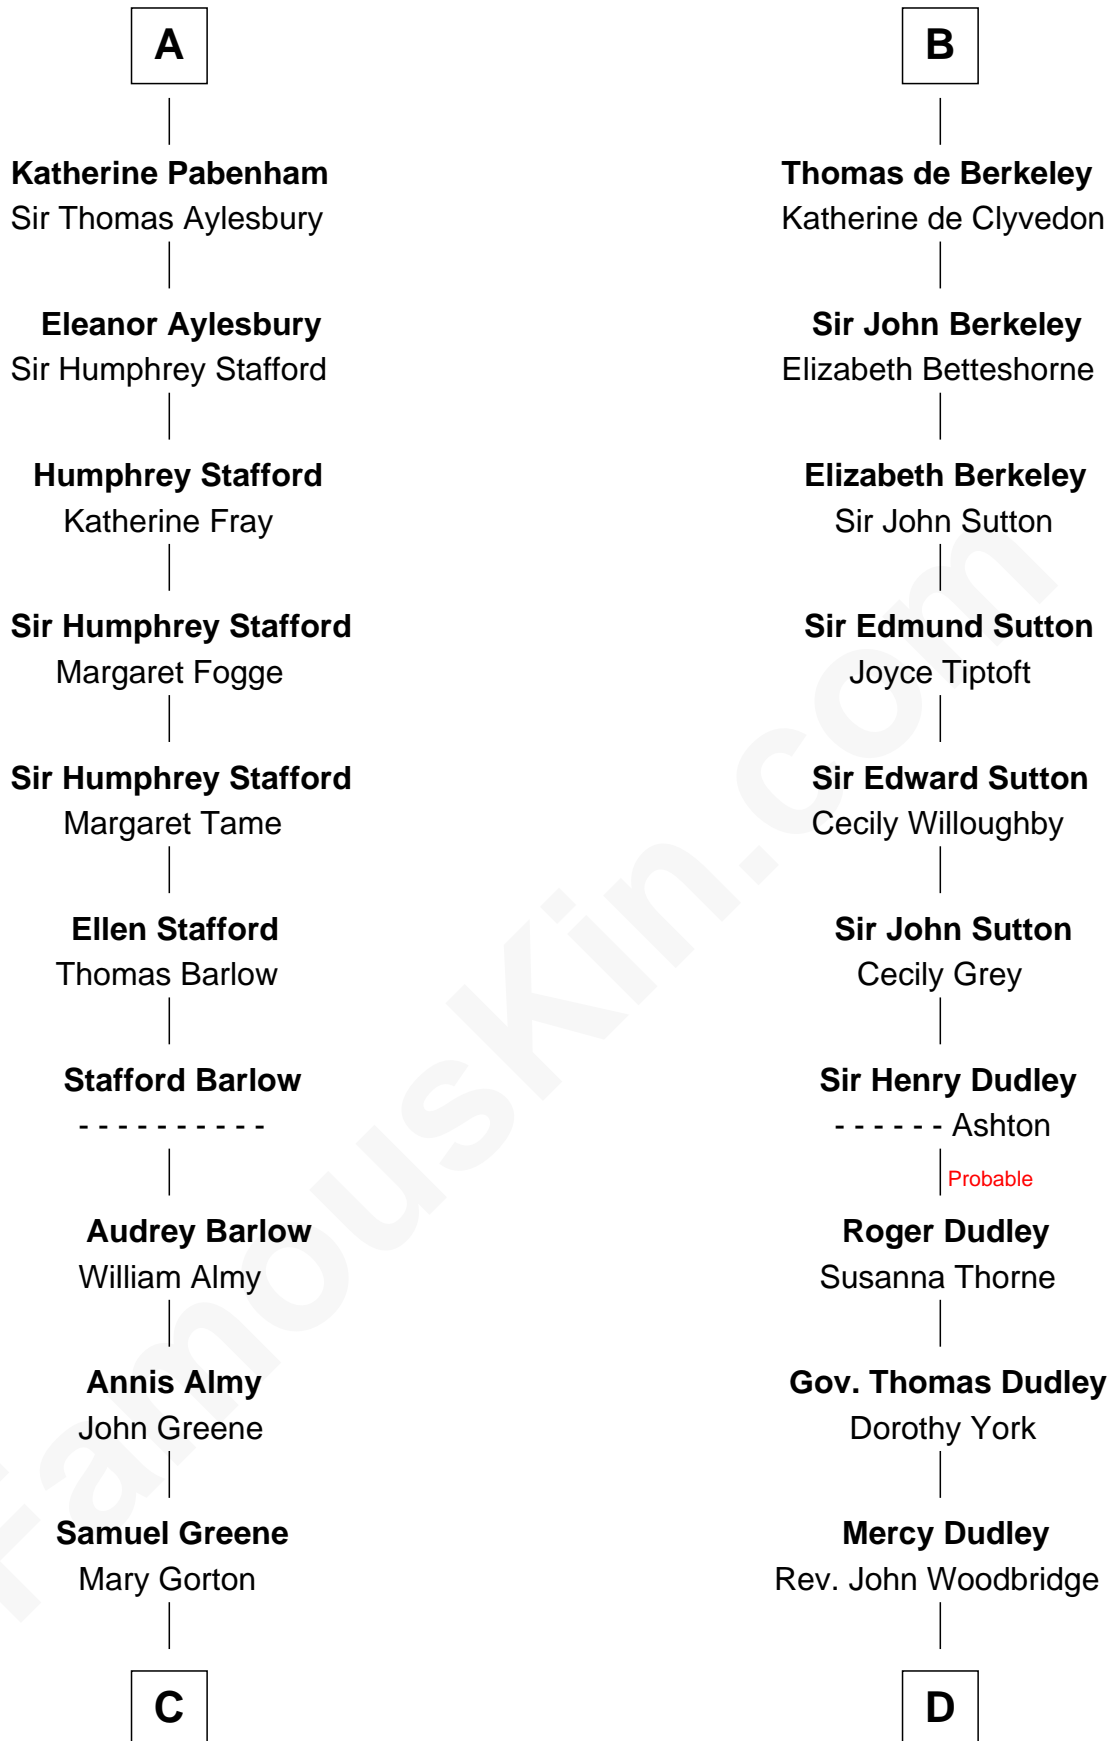 A
Katherine Pabenham
Sir Thomas Aylesbury
Eleanor Aylesbury
Sir Humphrey Stafford
Humphrey Stafford
Katherine Fray
Sir Humphrey Stafford
Margaret Fogge
Sir Humphrey Stafford
Margaret Tame
Ellen Stafford
Thomas Barlow
Stafford Barlow
- - - - - - - - - -
Audrey Barlow
William Almy
Annis Almy
John Greene
Samuel Greene
Mary Gorton
C
B
Thomas de Berkeley
Katherine de Clyvedon
Sir John Berkeley
Elizabeth Betteshorne
Elizabeth Berkeley
Sir John Sutton
Sir Edmund Sutton
Joyce Tiptoft
Sir Edward Sutton
Cecily Willoughby
Sir John Sutton
Cecily Grey
Sir Henry Dudley
- - - - - - Ashton
Probable
Roger Dudley
Susanna Thorne
Gov. Thomas Dudley
Dorothy York
Mercy Dudley
Rev. John Woodbridge
D
FamousKin.com